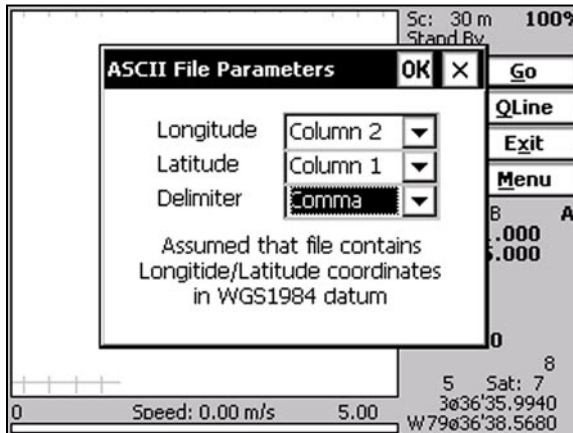 Sc: 30 m 100%
Stand By
ASCII File Parameters OK ×
Go
QLine
Exit
Menu
Longitude Column 2
Latitude Column 1
Delimiter Comma
Assumed that file contains
Longitide/Latitude coordinates
in WGS1984 datum
B A
.000
.000
0
8
5 Sat: 7
3ø36'35.9940
W79ø36'38.5680
0 Speed: 0.00 m/s 5.00